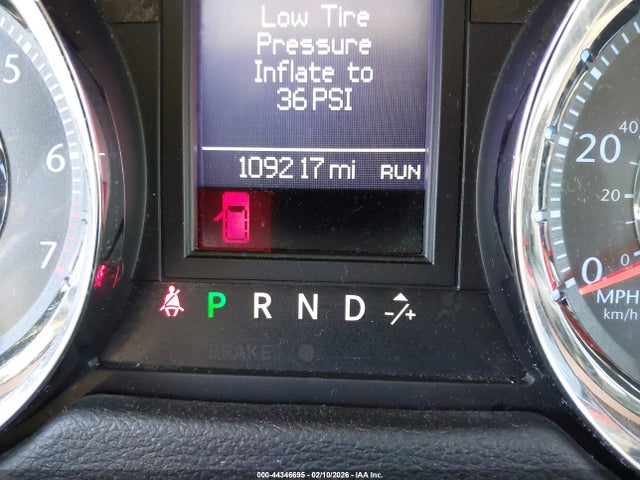 Low Tire
Pressure
Inflate to
36 PSI
109217 mi RUN
5
6
7
20
0
40
20
0
MPH
km/h
P R N D -/+
BRAKE
000-44346695 - 02/10/2026 - IAA Inc.